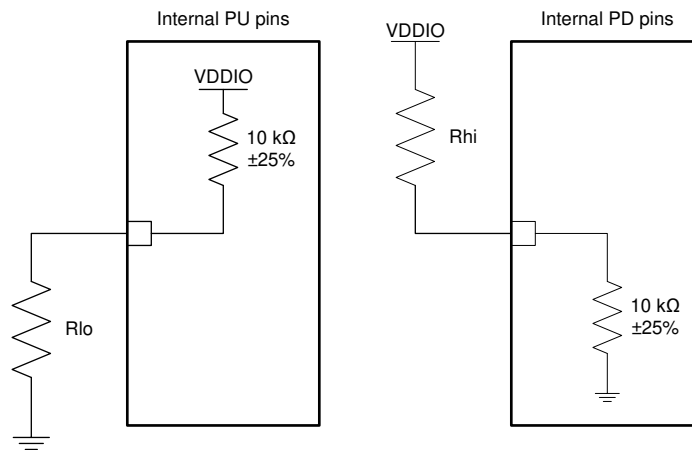 Internal PU pins
VDDIO
10 kΩ
±25%
Rlo
Internal PD pins
VDDIO
Rhi
10 kΩ
±25%